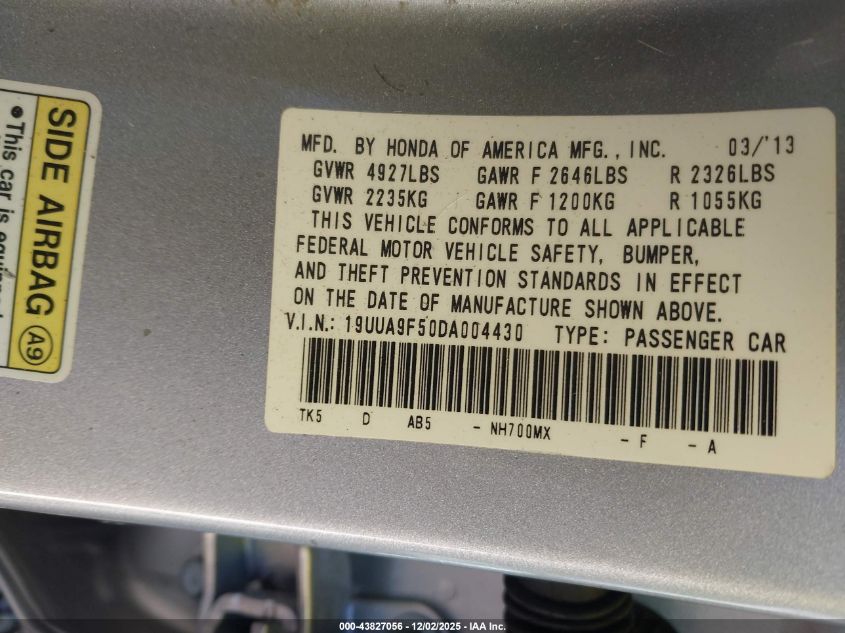 SIDE AIRBAG A9
•This car is equipped
MFD. BY HONDA OF AMERICA MFG., INC. 03/'13
GVWR 4927LBS GAWR F 2646LBS R 2326LBS
GVWR 2235KG GAWR F 1200KG R 1055KG
THIS VEHICLE CONFORMS TO ALL APPLICABLE
FEDERAL MOTOR VEHICLE SAFETY, BUMPER,
AND THEFT PREVENTION STANDARDS IN EFFECT
ON THE DATE OF MANUFACTURE SHOWN ABOVE.
V.I.N.: 19UUA9F50DA004430 TYPE: PASSENGER CAR
TK5 D AB5 - NH700MX - F - A
000-43827056 - 12/02/2025 - IAA Inc.